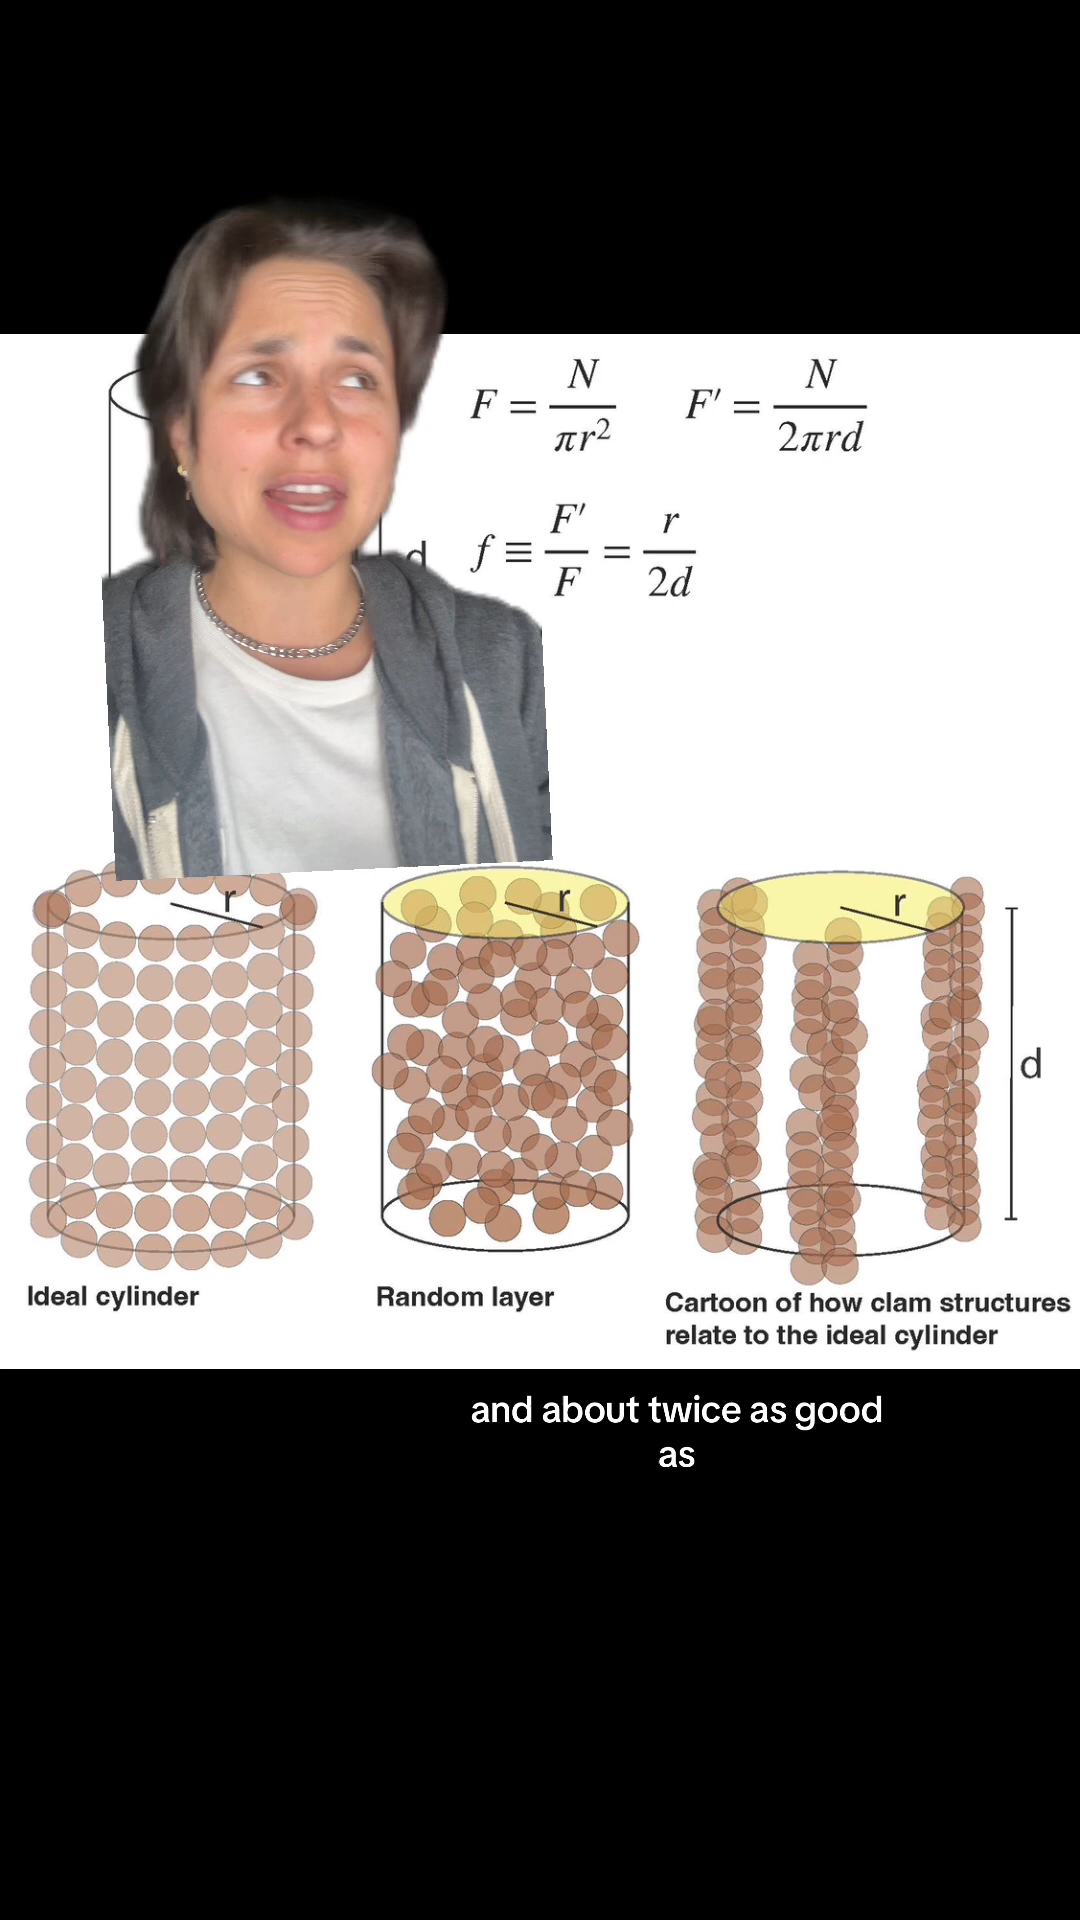 F = N / πr² F′ = N / 2πrd
d
f ≡ F′ / F = r / 2d
r r r
d
Ideal cylinder
Random layer
Cartoon of how clam structures
relate to the ideal cylinder
and about twice as good
as